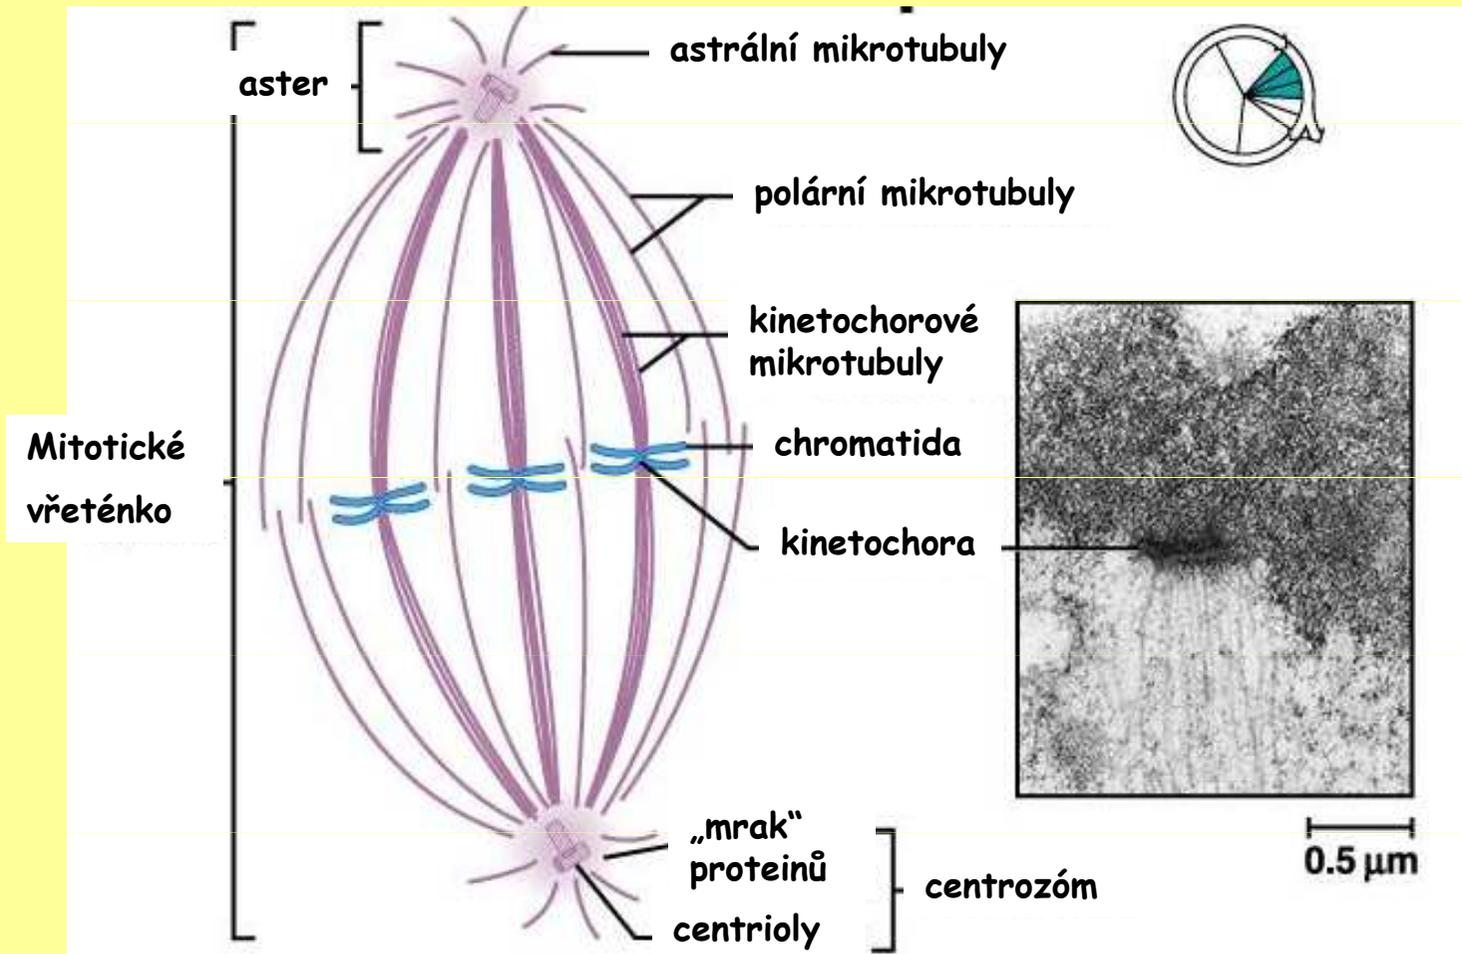 astrální mikrotubuly
aster
polární mikrotubuly
kinetochorové
mikrotubuly
chromatida
Mitotické
vřeténko
kinetochora
„mrak“
proteinů
centrozóm
centrioly
0.5 µm